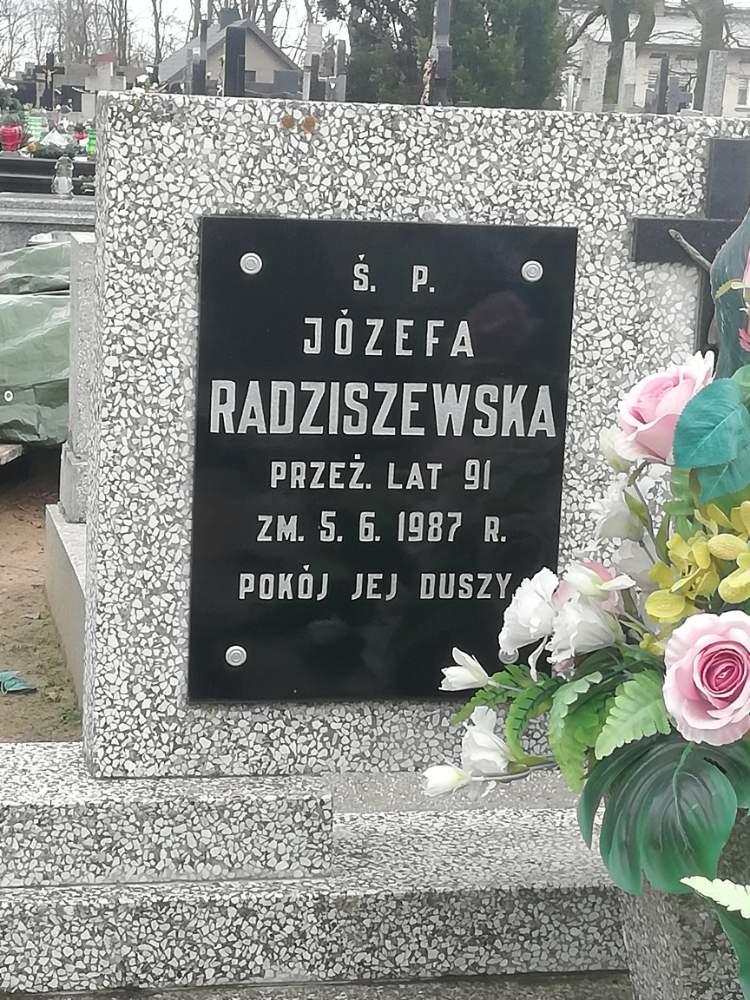 Ś. P.
JÓZEFA
RADZISZEWSKA
PRZEŻ. LAT 91
ZM. 5. 6. 1987 R.
POKÓJ JEJ DUSZY.